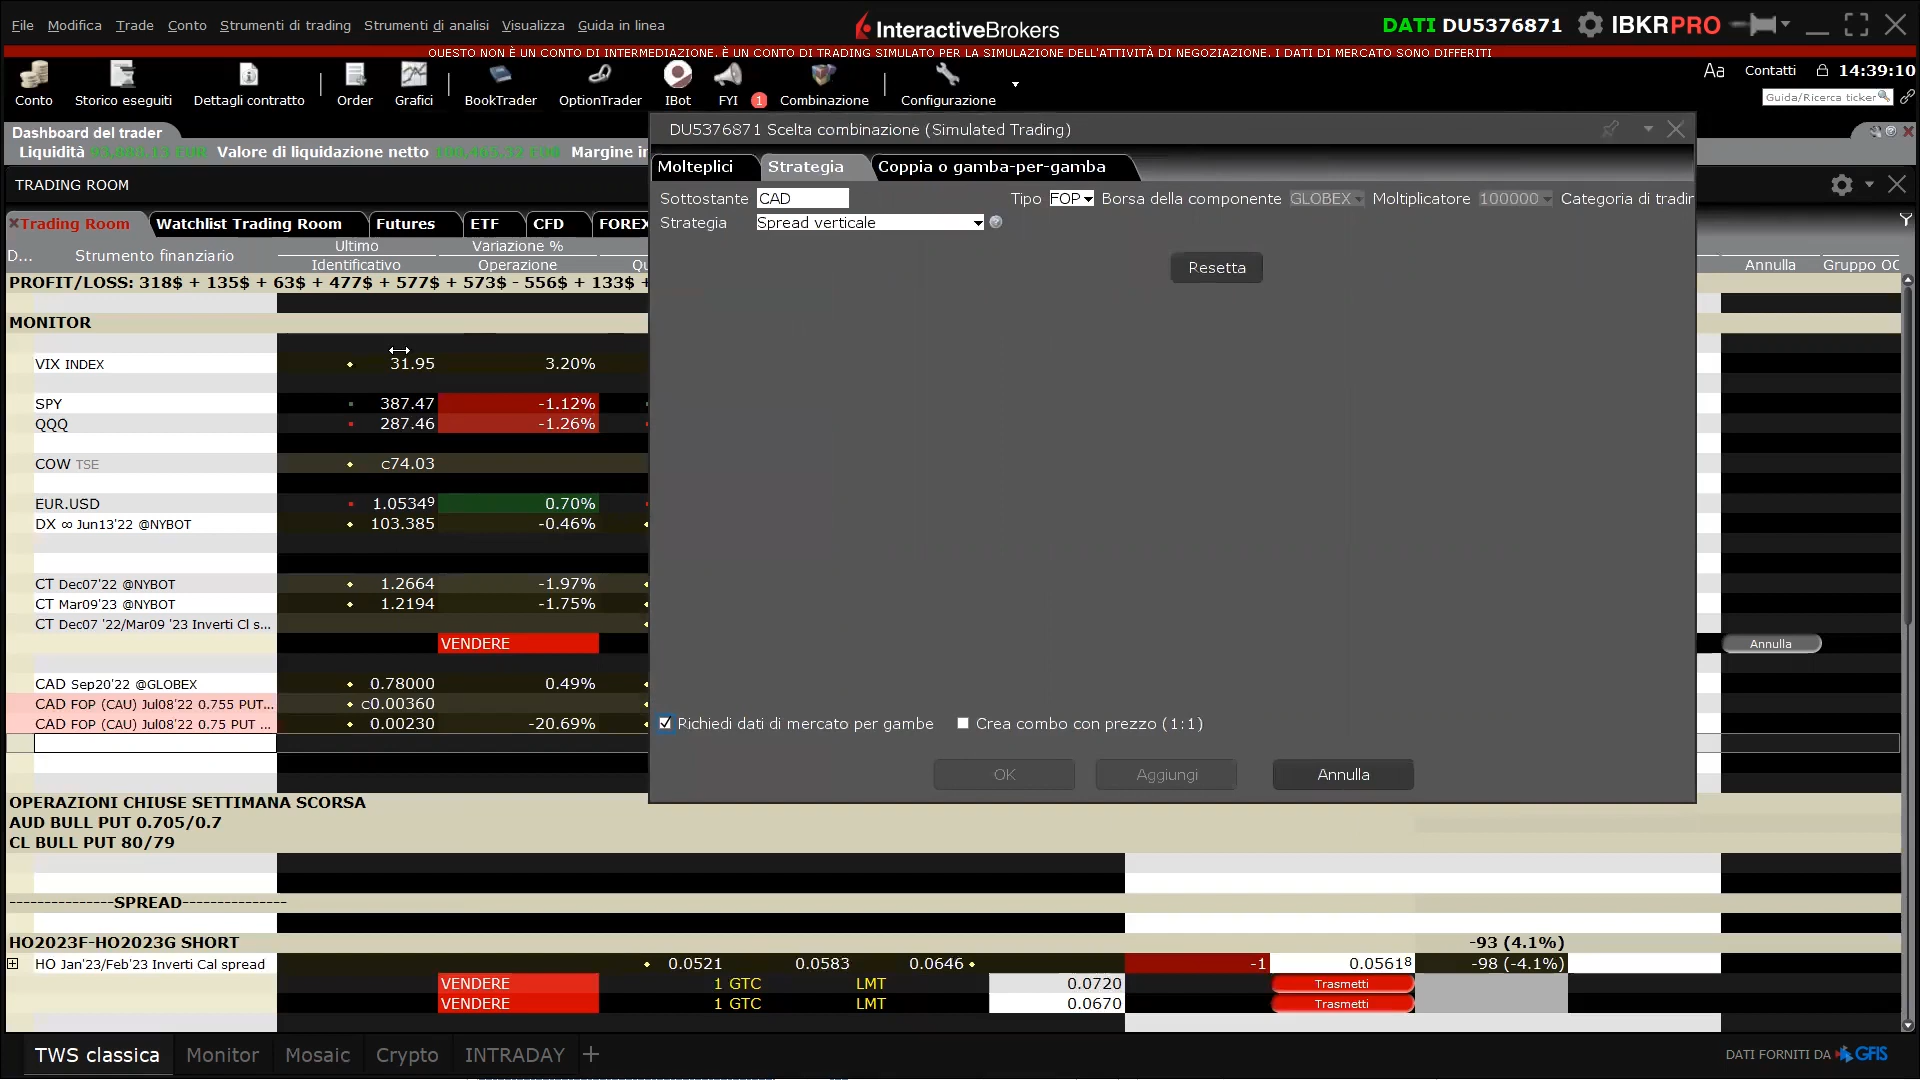 File Modifica Trade Conto Strumenti di trading Strumenti di analisi Visualizza Guida in linea
InteractiveBrokers
DATI DU5376871 IBKRPRO
QUESTO NON È UN CONTO DI INTERMEDIAZIONE. È UN CONTO DI TRADING SIMULATO PER LA SIMULAZIONE DELL'ATTIVITÀ DI NEGOZIAZIONE. I DATI DI MERCATO SONO DIFFERITI
Conto Storico eseguiti Dettagli contratto Order Grafici BookTrader OptionTrader IBot FYI 1 Combinazione Configurazione
Aa Contatti 14:39:10
Guida/Ricerca ticker
Dashboard del trader
Liquidità Valore di liquidazione netto Margine in
DU5376871 Scelta combinazione (Simulated Trading)
Molteplici Strategia Coppia o gamba-per-gamba
Sottostante CAD Tipo FOP Borsa della componente GLOBEX Moltiplicatore 100000 Categoria di tradin
Strategia Spread verticale
Resetta
Richiedi dati di mercato per gambe Crea combo con prezzo (1:1)
OK Aggiungi Annulla
TRADING ROOM
Trading Room Watchlist Trading Room Futures ETF CFD FOREX
D... Strumento finanziario Ultimo Variazione %
Identificativo Operazione Qu Annulla Gruppo OC
PROFIT/LOSS: 318$ + 135$ + 63$ + 477$ + 577$ + 573$ - 556$ + 133$ +
MONITOR
VIX INDEX 31.95 3.20%
SPY 387.47 -1.12%
QQQ 287.46 -1.26%
COW TSE c74.03
EUR.USD 1.05349 0.70%
DX ∞ Jun13'22 @NYBOT 103.385 -0.46%
CT Dec07'22 @NYBOT 1.2664 -1.97%
CT Mar09'23 @NYBOT 1.2194 -1.75%
CT Dec07 '22/Mar09 '23 Inverti Cl s...
VENDERE Annulla
CAD Sep20'22 @GLOBEX 0.78000 0.49%
CAD FOP (CAU) Jul08'22 0.755 PUT... c0.00360
CAD FOP (CAU) Jul08'22 0.75 PUT ... 0.00230 -20.69%
OPERAZIONI CHIUSE SETTIMANA SCORSA
AUD BULL PUT 0.705/0.7
CL BULL PUT 80/79
---------------SPREAD---------------
HO2023F-HO2023G SHORT -93 (4.1%)
HO Jan'23/Feb'23 Inverti Cal spread 0.0521 0.0583 0.0646 -1 0.05618 -98 (-4.1%)
VENDERE 1 GTC LMT 0.0720 Trasmetti
VENDERE 1 GTC LMT 0.0670 Trasmetti
TWS classica Monitor Mosaic Crypto INTRADAY +
DATI FORNITI DA GFIS